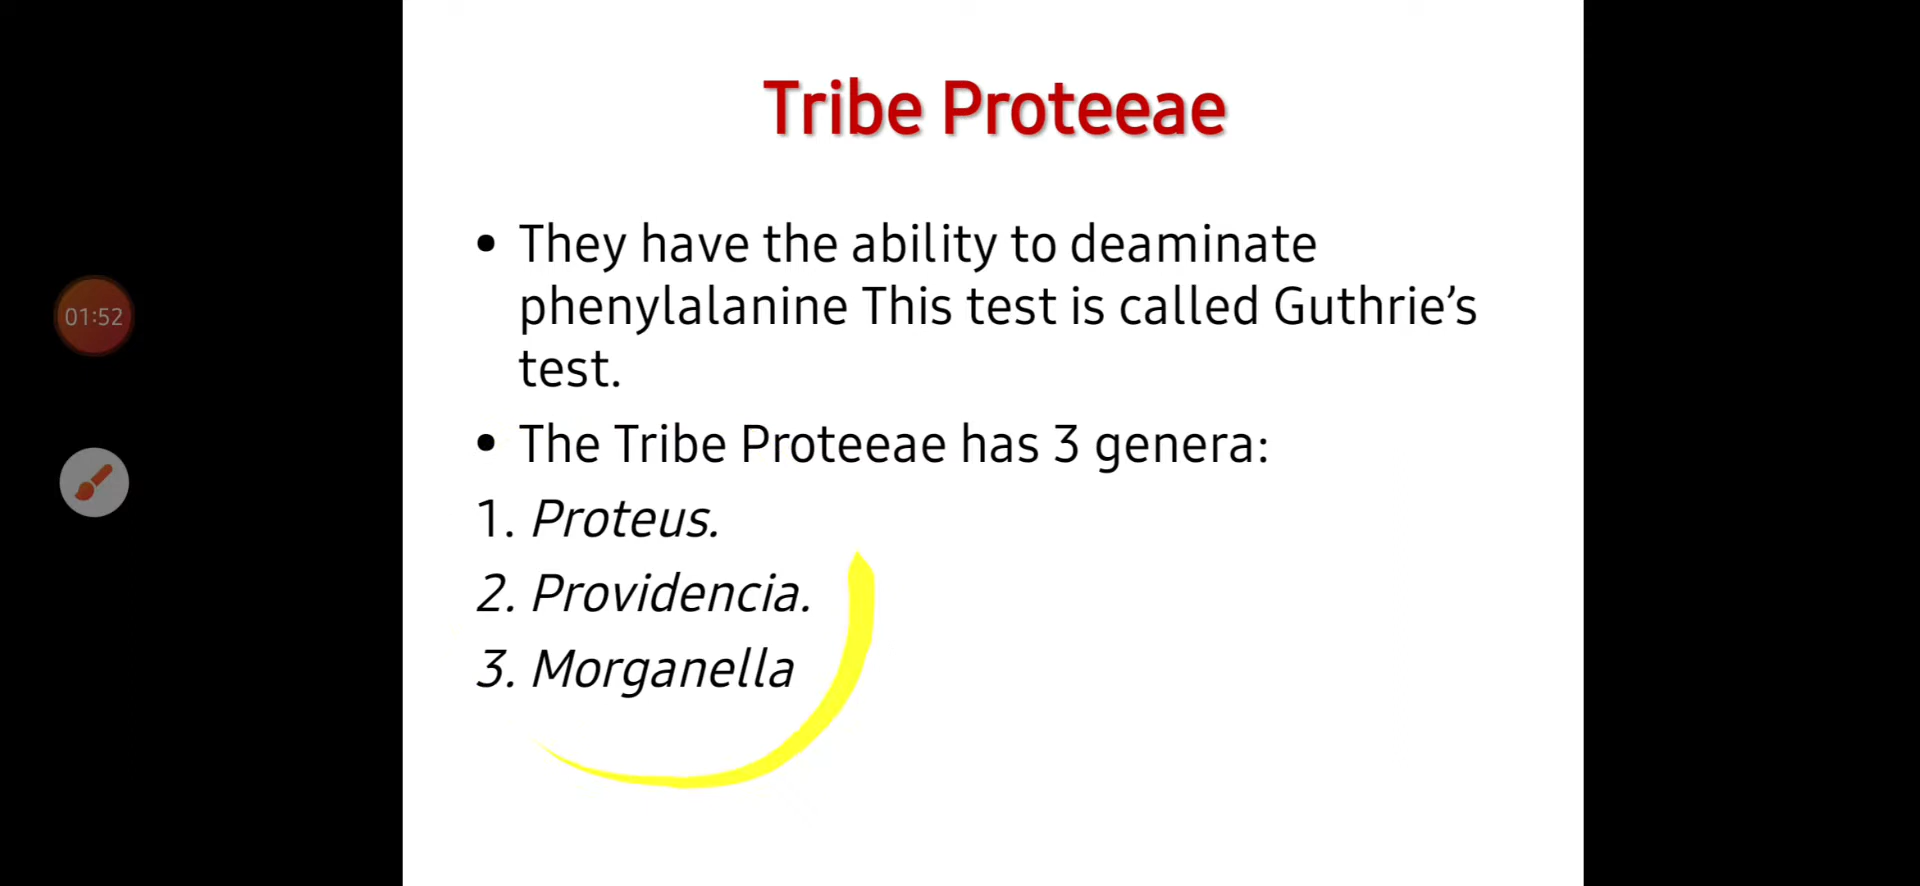 Tribe Proteeae
• They have the ability to deaminate
phenylalanine This test is called Guthrie’s
test.
• The Tribe Proteeae has 3 genera:
1. Proteus.
2. Providencia.
3. Morganella
01:52